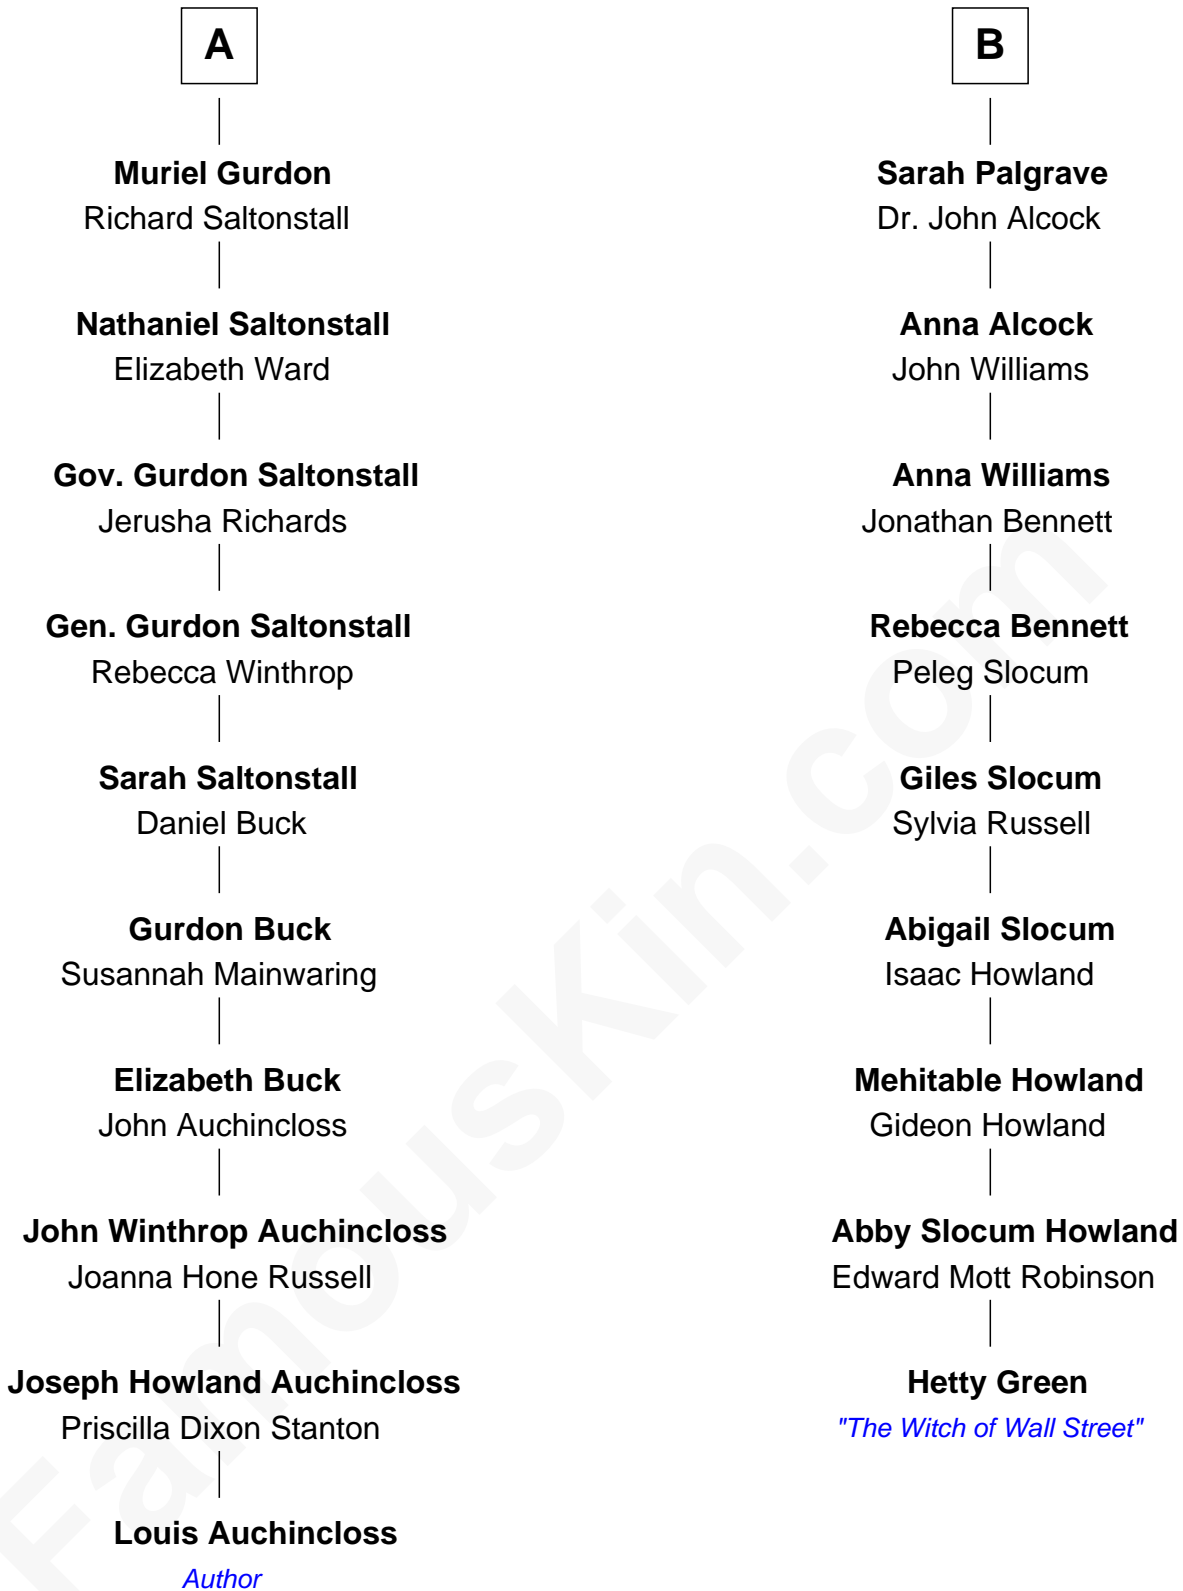 A
Muriel Gurdon
Richard Saltonstall
Nathaniel Saltonstall
Elizabeth Ward
Gov. Gurdon Saltonstall
Jerusha Richards
Gen. Gurdon Saltonstall
Rebecca Winthrop
Sarah Saltonstall
Daniel Buck
Gurdon Buck
Susannah Mainwaring
Elizabeth Buck
John Auchincloss
John Winthrop Auchincloss
Joanna Hone Russell
Joseph Howland Auchincloss
Priscilla Dixon Stanton
Louis Auchincloss
Author
B
Sarah Palgrave
Dr. John Alcock
Anna Alcock
John Williams
Anna Williams
Jonathan Bennett
Rebecca Bennett
Peleg Slocum
Giles Slocum
Sylvia Russell
Abigail Slocum
Isaac Howland
Mehitable Howland
Gideon Howland
Abby Slocum Howland
Edward Mott Robinson
Hetty Green
"The Witch of Wall Street"
FamousKin.com